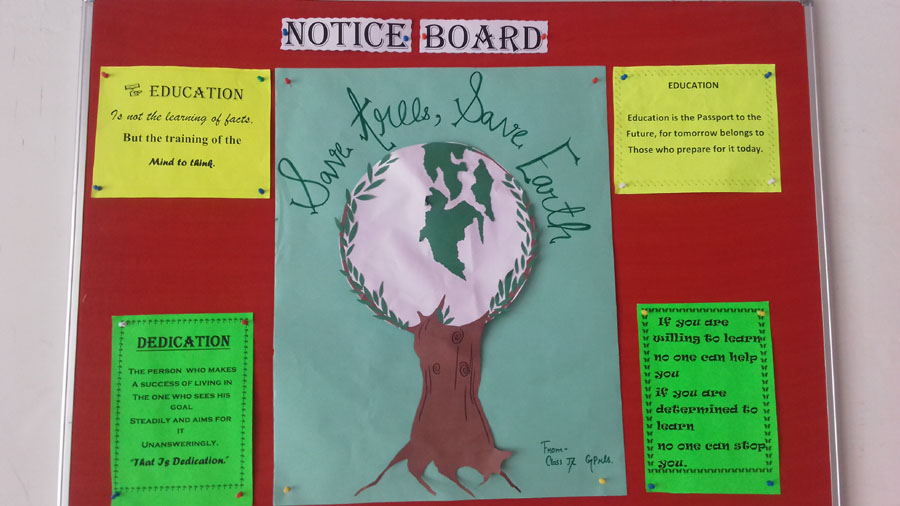 NOTICE BOARD
EDUCATION
Is not the learning of facts.
But the training of the
Mind to think.
Save trees, Save Earth
EDUCATION
Education is the Passport to the
Future, for tomorrow belongs to
Those who prepare for it today.
DEDICATION
THE PERSON WHO MAKES
A SUCCESS OF LIVING IN
THE ONE WHO SEES HIS
GOAL
STEADILY AND AIMS FOR
IT
UNANSWERINGLY.
"That Is Dedication."
If you are
willing to learn
no one can help
you
if you are
determined to
learn
no one can stop
you.
From-
Class